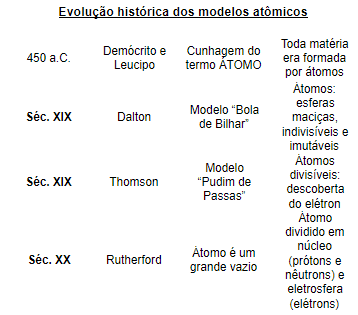 Evolução histórica dos modelos atômicos
450 a.C.
Demócrito e
Leucipo
Cunhagem do
termo ÁTOMO
Toda matéria
era formada
por átomos
Séc. XIX
Dalton
Modelo “Bola
de Bilhar”
Átomos:
esferas
maciças,
indivisíveis e
imutáveis
Séc. XIX
Thomson
Modelo
“Pudim de
Passas”
Átomos
divisíveis:
descoberta
do elétron
Séc. XX
Rutherford
Átomo é um
grande vazio
Átomo
dividido em
núcleo
(prótons e
nêutrons) e
eletrosfera
(elétrons)